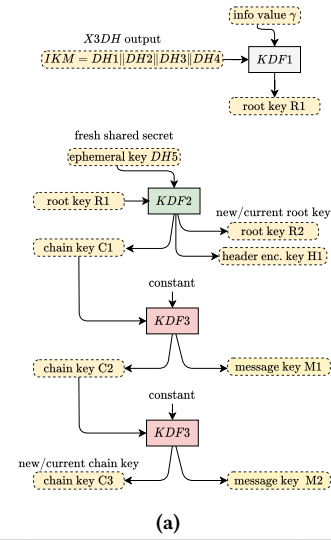 info value γ
X3DH output
IKM = DH1||DH2||DH3||DH4
KDF1
root key R1
fresh shared secret
ephemeral key DH5
root key R1
KDF2
new/current root key
root key R2
chain key C1
header enc. key H1
constant
KDF3
chain key C2
message key M1
constant
KDF3
new/current chain key
chain key C3
message key M2
(a)